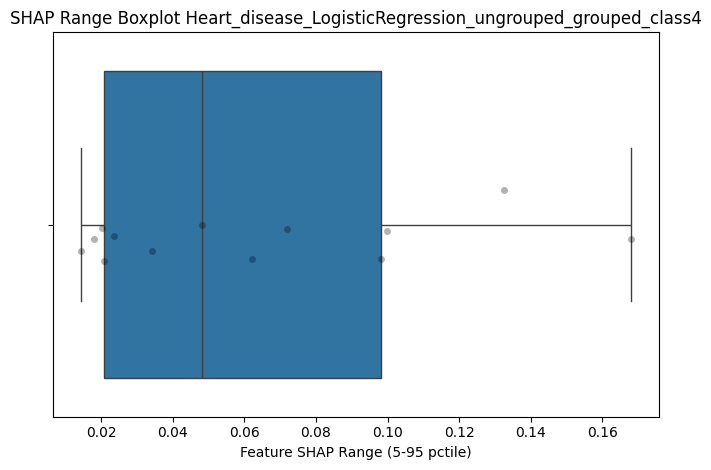 SHAP Range Boxplot Heart_disease_LogisticRegression_ungrouped_grouped_class4
0.02 0.04 0.06 0.08 0.10 0.12 0.14 0.16
Feature SHAP Range (5-95 pctile)